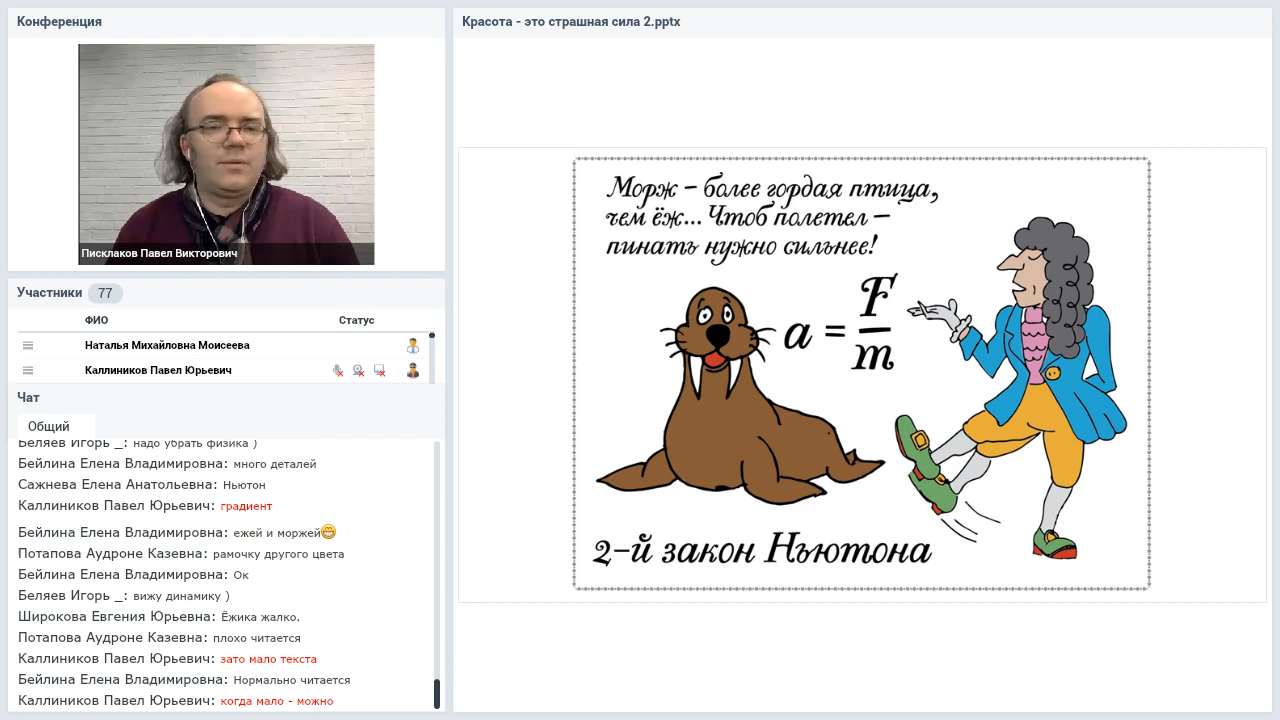 Конференция
Писклаков Павел Викторович
Участники 77
ФИО Статус
Наталья Михайловна Моисеева
Каллиников Павел Юрьевич
Чат
Общий
Беляев Игорь _: надо убрать физика )
Бейлина Елена Владимировна: много деталей
Сажнева Елена Анатольевна: Ньютон
Каллиников Павел Юрьевич: градиент
Бейлина Елена Владимировна: ежей и моржей
Потапова Аудроне Казевна: рамочку другого цвета
Бейлина Елена Владимировна: Ок
Беляев Игорь _: вижу динамику )
Широкова Евгения Юрьевна: Ёжика жалко.
Потапова Аудроне Казевна: плохо читается
Каллиников Павел Юрьевич: зато мало текста
Бейлина Елена Владимировна: Нормально читается
Каллиников Павел Юрьевич: когда мало - можно
Красота - это страшная сила 2.pptx
Морж – более гордая птица,
чем ёж... Чтоб полетел –
пинать нужно сильнее!
a = F/m
2-й закон Ньютона